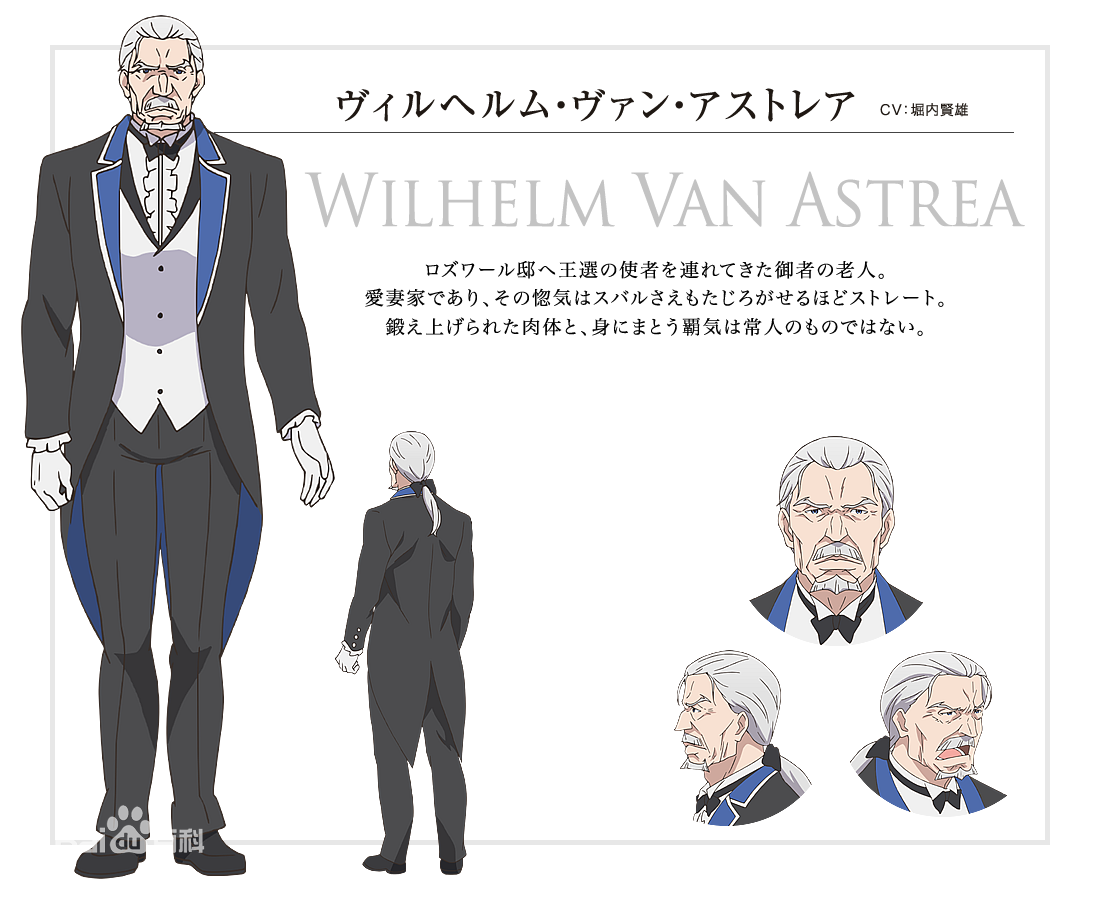 ヴィルヘルム・ヴァン・アストレア CV：堀内賢雄
WILHELM VAN ASTREA
ロズワール邸へ王選の使者を連れてきた御者の老人。
愛妻家であり、その惚気はスバルさえもたじろがせるほどストレート。
鍛え上げられた肉体と、身にまとう覇気は常人のものではない。
Bai du 百科